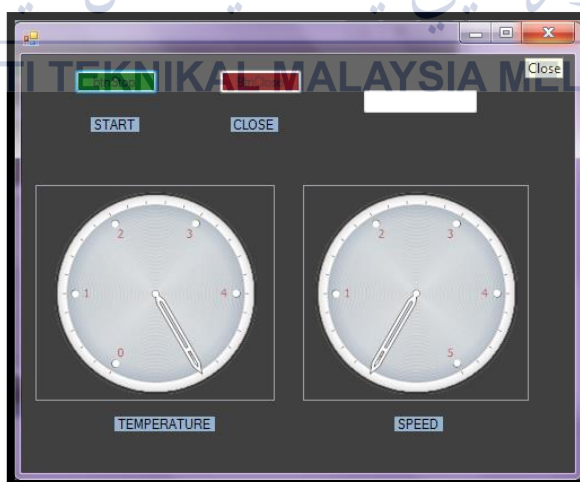 TI TEKNIKAL MALAYSIA MEL
Close
START CLOSE
2 3 2 3
1 4 1 4
0 5
TEMPERATURE SPEED